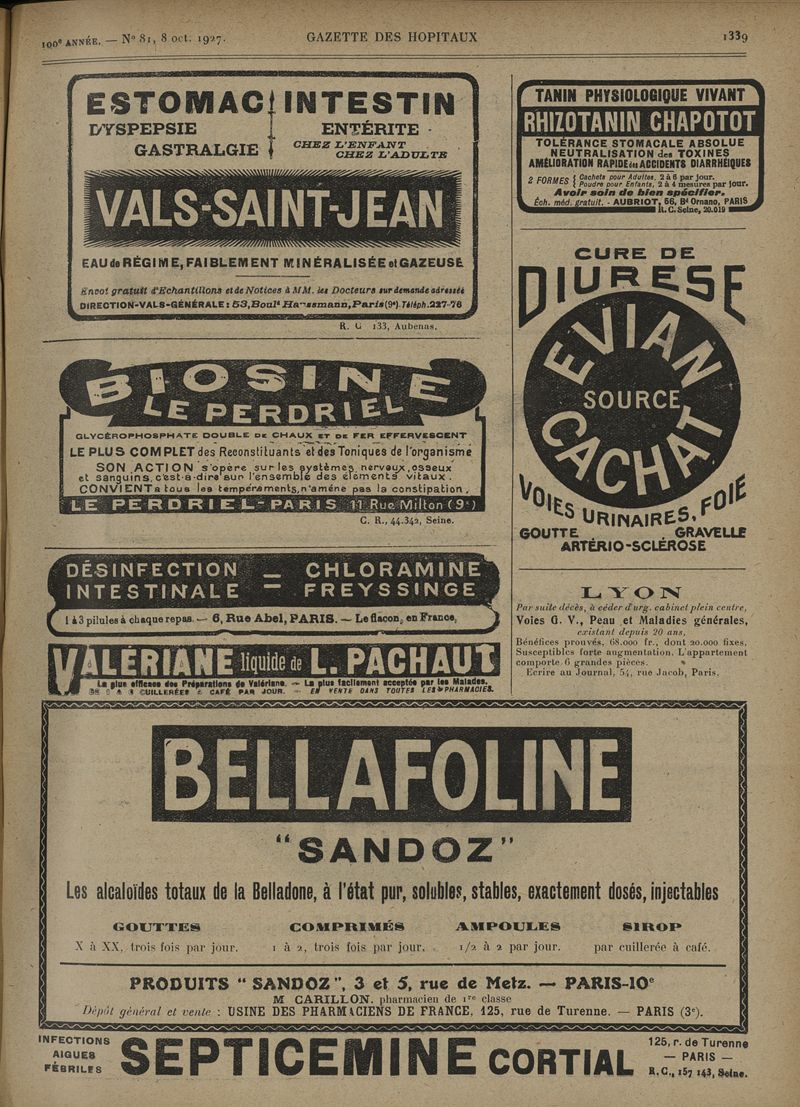 100e ANNÉE. — No 81, 8 oct. 1927.
GAZETTE DES HOPITAUX
1339
ESTOMAC INTESTIN
DYSPEPSIE
GASTRALGIE
ENTÉRITE
CHEZ L'ENFANT
CHEZ L'ADULTE
VALS-SAINT-JEAN
EAU de RÉGIME, FAIBLEMENT MINÉRALISÉE et GAZEUSE
Envoi gratuit d'Echantillons et de Notices à MM. les Docteurs sur demande adressée
DIRECTION-VALS-GÉNÉRALE : 53, Boult Haussmann, Paris (9e). Téléph. 227-76
R. C 133, Aubenas.
BIOSINE
LE PERDRIEL
GLYCÉROPHOSPHATE DOUBLE DE CHAUX ET DE FER EFFERVESCENT
LE PLUS COMPLET des Reconstituants et des Toniques de l'organisme
SON ACTION s'opère sur les systèmes nerveux, osseux
et sanguins, c'est-a-dire sur l'ensemble des elements vitaux.
CONVIENT a tous les tempéraments, n'amène pas la constipation,
LE PERDRIEL - PARIS 11 Rue Milton (9e)
C. R., 44.342, Seine.
DÉSINFECTION = CHLORAMINE
INTESTINALE = FREYSSINGE
1 à 3 pilules à chaque repas. — 6, Rue Abel, PARIS. — Le flacon, en France,
VALÉRIANE liquide de L. PACHAUT
La plus efficace des Préparations de Valériane. — La plus facilement acceptée par les Malades.
CUILLERÉES à CAFÉ PAR JOUR. — EN VENTE DANS TOUTES LES PHARMACIES.
TANIN PHYSIOLOGIQUE VIVANT
RHIZOTANIN CHAPOTOT
TOLÉRANCE STOMACALE ABSOLUE
NEUTRALISATION des TOXINES
AMÉLIORATION RAPIDE des ACCIDENTS DIARRHÉIQUES
2 FORMES { Cachets pour Adultes, 2 à 6 par jour.
Poudre pour Enfants, 2 à 4 mesures par jour.
Avoir soin de bien spécifier.
Éch. méd. gratuit. - AUBRIOT, 56, Bd Ornano, PARIS
R. C. Seine, 20.019
CURE DE
DIURESE
EVIAN
SOURCE
CACHAT
VOIES URINAIRES, FOIE
GOUTTE GRAVELLE
ARTÉRIO-SCLÉROSE
LYON
Par suite décès, à céder d'urg. cabinet plein centre,
Voies G. U., Peau et Maladies générales,
existant depuis 20 ans,
Bénéfices prouvés, 68.000 fr., dont 20.000 fixes.
Susceptibles forte augmentation. L'appartement
comporte 6 grandes pièces.
Ecrire au Journal, 54, rue Jacob, Paris.
BELLAFOLINE
"SANDOZ"
Les alcaloïdes totaux de la Belladone, à l'état pur, solubles, stables, exactement dosés, injectables
GOUTTES COMPRIMÉS AMPOULES SIROP
X à XX, trois fois par jour. 1 à 2, trois fois par jour. 1/2 à 2 par jour. par cuillerée à café.
PRODUITS "SANDOZ", 3 et 5, rue de Metz. — PARIS-10e
M CARILLON, pharmacien de 1re classe
Dépôt général et vente : USINE DES PHARMACIENS DE FRANCE, 125, rue de Turenne. — PARIS (3e).
INFECTIONS
AIGUES
FÉBRILES
SEPTICEMINE CORTIAL
125, r. de Turenne
— PARIS —
R. C., 157 143, Seine.